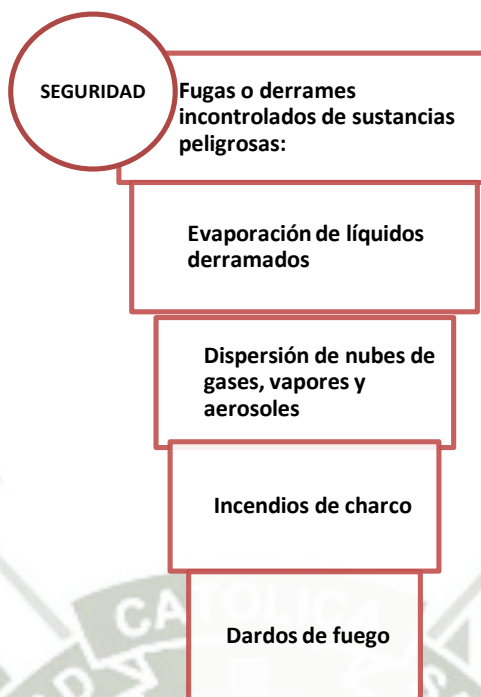 SEGURIDAD
Fugas o derrames
incontrolados de sustancias
peligrosas:
Evaporación de líquidos
derramados
Dispersión de nubes de
gases, vapores y
aerosoles
Incendios de charco
CATOLICA
Dardos de fuego